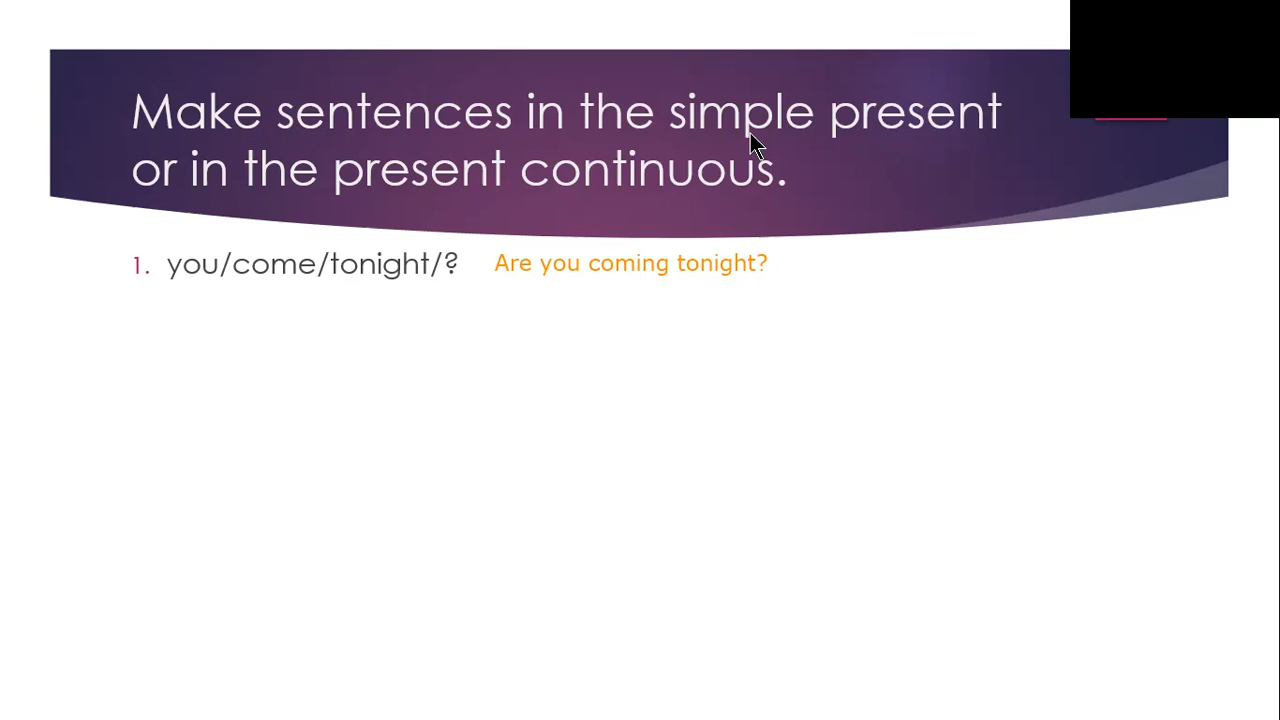 Make sentences in the simple present
or in the present continuous.
1. you/come/tonight/? Are you coming tonight?